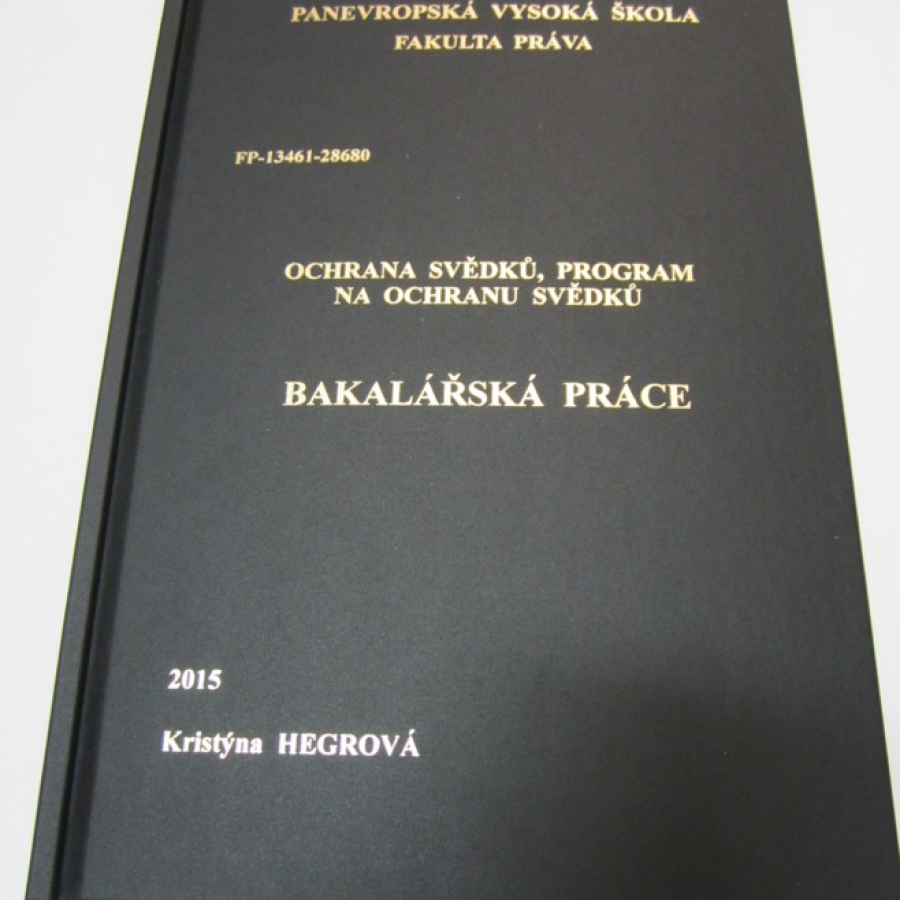 PANEVROPSKÁ VYSOKÁ ŠKOLA
FAKULTA PRÁVA
FP-13461-28680
OCHRANA SVĚDKŮ, PROGRAM
NA OCHRANU SVĚDKŮ
BAKALÁŘSKÁ PRÁCE
2015
Kristýna HEGROVÁ